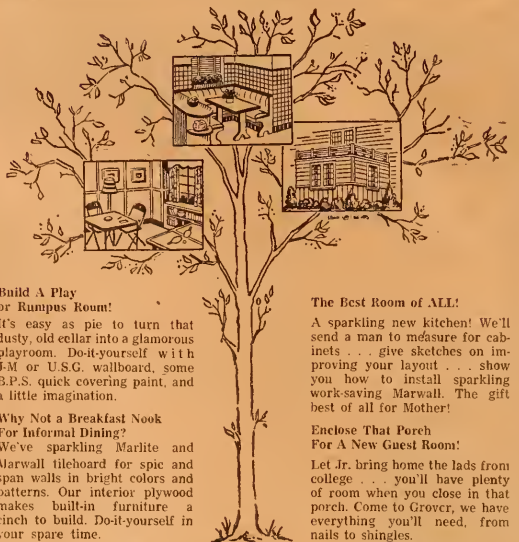 Build A Play
or Rumpus Room!
It's easy as pie to turn that
dusty, old cellar into a glamorous
playroom. Do-it-yourself with
J-M or U.S.G. wallboard, some
B.P.S. quick covering paint, and
a little imagination.
Why Not a Breakfast Nook
For Informal Dining?
We've sparkling Marlite and
Marwall tileboard for spic and
span walls in bright colors and
patterns. Our interior plywood
makes built-in furniture a
cinch to build. Do-it-yourself in
your spare time.
The Best Room of ALL!
A sparkling new kitchen! We'll
send a man to measure for cab-
inets . . . give sketches on im-
proving your layout . . . show
you how to install sparkling
work-saving Marwall. The gift
best of all for Mother!
Enclose That Porch
For A New Guest Room!
Let Jr. bring home the lads from
college . . . you'll have plenty
of room when you close in that
porch. Come to Grover, we have
everything you'll need, from
nails to shingles.